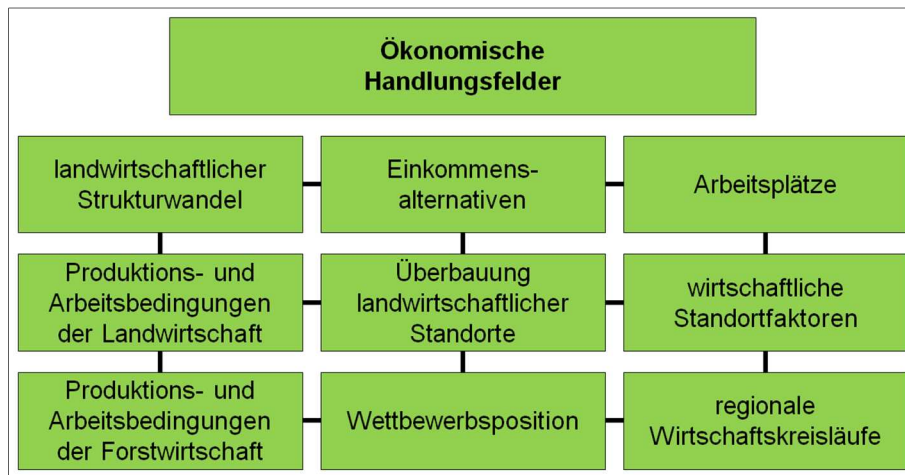 Ökonomische
Handlungsfelder
landwirtschaftlicher
Strukturwandel
Einkommens-
alternativen
Arbeitsplätze
Produktions- und
Arbeitsbedingungen
der Landwirtschaft
Überbauung
landwirtschaftlicher
Standorte
wirtschaftliche
Standortfaktoren
Produktions- und
Arbeitsbedingungen
der Forstwirtschaft
Wettbewerbsposition
regionale
Wirtschaftskreisläufe